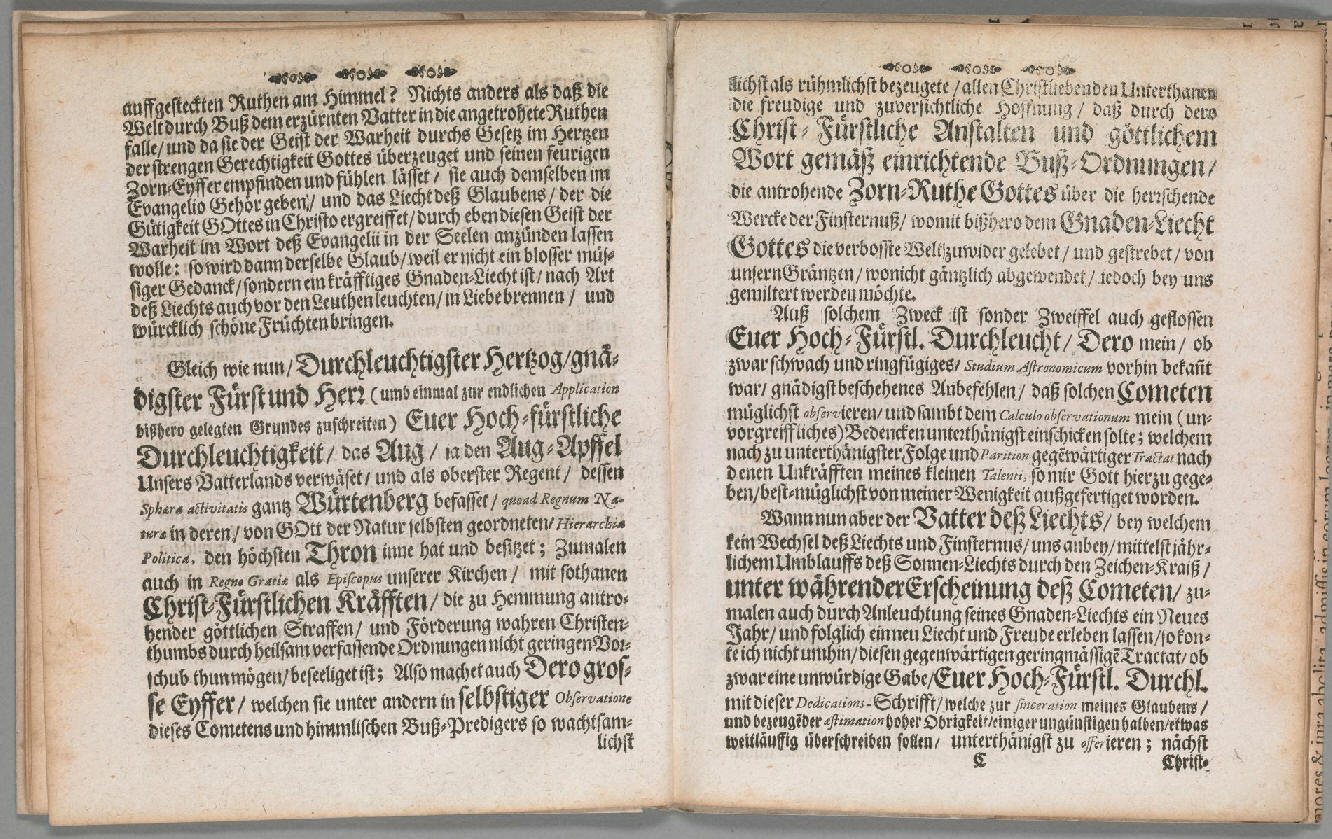 auffgesteckten Ruthen am Himmel? Nichts anders als daß die
Welt durch Buß dem erzürnten Vatter in die angetrohete Ruthen
falle/ und da sie der Geist der Warheit durchs Gesetz im Hertzen
der strengen Gerechtigkeit Gottes überzeuget und seinen feurigen
Zorn-Eyffer empfinden und fühlen lässet/ sie auch demselben im
Evangelio Gehör geben/ und das Liecht deß Glaubens/ der die
Gütigkeit GOttes in Christo ergreiffet/ durch eben diesen Geist der
Warheit im Wort deß Evangelii in der Seelen anzünden lassen
wolle: so wird dann derselbe Glaub/ weil er nicht ein blosser müs-
siger Gedanck/ sondern ein kräfftiges Gnaden-Liecht ist/ nach Art
deß Liechts auch vor den Leuthen leuchten/ in Liebe brennen/ und
würcklich schöne Früchten bringen.
Gleich wie nun/ Durchleuchtigster Hertzog/ gnä-
digster Fürst und Herr (umb einmal zur endlichen Application
bißhero gelegten Grundes zuschreiten) Euer Hoch-fürstliche
Durchleuchtigkeit/ das Aug/ ja den Aug-Apffel
Unsers Vatterlands verwäset/ und als oberster Regent/ dessen
Sphæra activitatis gantz Würtenberg befasset/ quoad Regnum Na-
turæ in deren/ von GOtt der Natur selbsten geordneten/ Hierarchia
Politica, den höchsten Thron inne hat und besitzet; Zumalen
auch in Regno Gratiæ als Episcopus unserer Kirchen/ mit sothanen
Christ-Fürstlichen Kräfften/ die zu Hemmung antro-
hender göttlichen Straffen/ und Förderung wahren Christen-
thumbs durch heilsam verfassende Ordnungen nicht geringen Vor-
schub thun mögen/ beseeliget ist; Also machet auch Dero gros-
se Eyffer/ welchen sie unter andern in selbstiger Observatione
dieses Cometens und himmlischen Buß-Predigers so wachtsam-
lichst
lichst als rühmlichst bezeugete/ allen Christliebenden Unterthanen
die freudige und zuversichtliche Hoffnung/ daß durch dero
Christ-Fürstliche Anstalten und göttlichem
Wort gemäß einrichtende Buß-Ordnungen/
die antrohende Zorn-Ruthe Gottes über die herrschende
Wercke der Finsternuß/ womit bißhero dem Gnaden-Liecht
Gottes die verbosste Welt zuwider gelebet/ und gestrebet/ von
unsern Gräntzen/ wonicht gäntzlich abgewendet/ jedoch bey uns
gemiltert werden möchte.
Auß solchem Zweck ist sonder Zweiffel auch geflossen
Euer Hoch-Fürstl. Durchleucht/ Dero mein/ ob
zwar schwach und ringfügiges/ Studium Astronomicum vorhin bekañt
war/ gnädigst beschehenes Anbefehlen/ daß solchen Cometen
müglichst observieren/ und sambt dem Calculo observationum mein (un-
vorgreiffliches) Bedencken unterthänigst einschicken solte; welchem
nach zu unterthänigster Folge und Parition gegẽwärtiger Tractat nach
denen Unkräfften meines kleinen Talenti, so mir Gott hierzu gege-
ben/ best-müglichst von meiner Wenigkeit außgefertiget worden.
Wann nun aber der Vatter deß Liechts/ bey welchem
kein Wechsel deß Liechts und Finsternus/ uns anbey/ mittelst jähr-
lichem Umblauffs deß Sonnen-Liechts durch den Zeichen-Kraiß/
unter währender Erscheinung deß Cometen/ zu-
malen auch durch Anleuchtung seines Gnaden-Liechts ein Neues
Jahr/ und folglich ein neu Liecht und Freude erleben lassen/ so kon-
te ich nicht umhin/ diesen gegenwärtigen geringmässigẽ Tractat/ ob
zwar eine unwürdige Gabe/ Euer Hoch-Fürstl. Durchl.
mit dieser Dedications-Schrifft/ welche zur sinceration meines Glaubens/
und bezeugẽder æstimation hoher Obrigkeit/ einiger ungünstigen halben/ etwas
weitläuffig überschreiben sollen/ unterthänigst zu offerieren; nächst
C Christ-